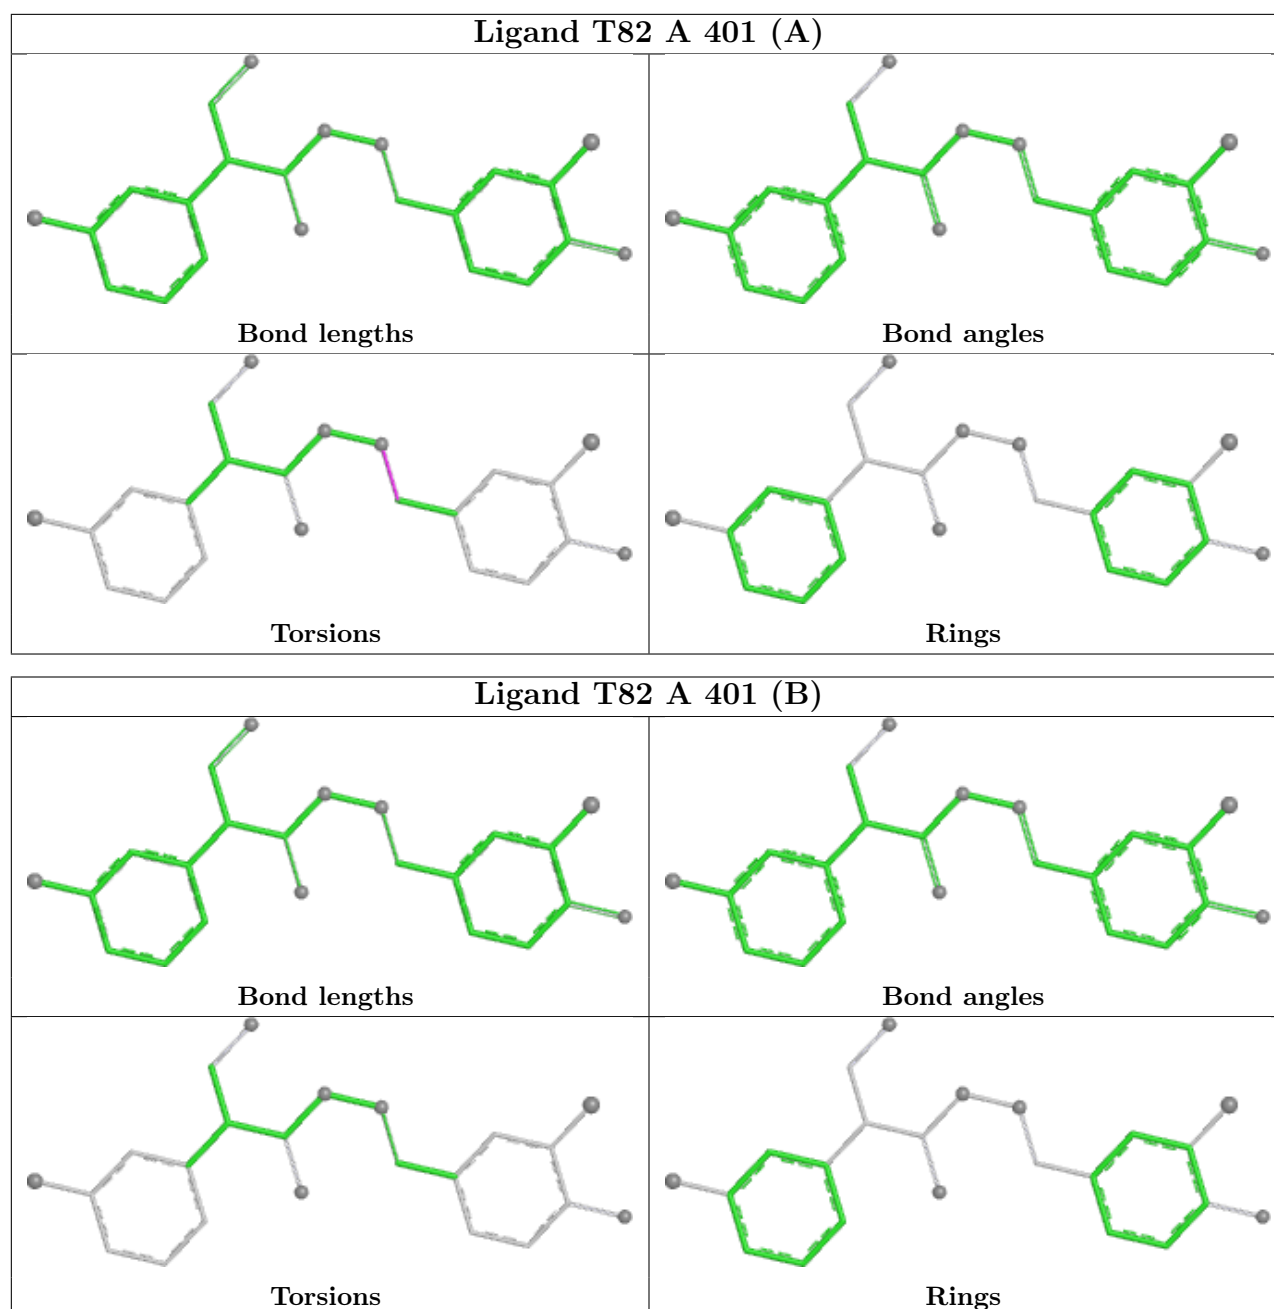 Ligand T82 A 401 (A)
Bond lengths
Bond angles
Torsions
Rings
Ligand T82 A 401 (B)
Bond lengths
Bond angles
Torsions
Rings